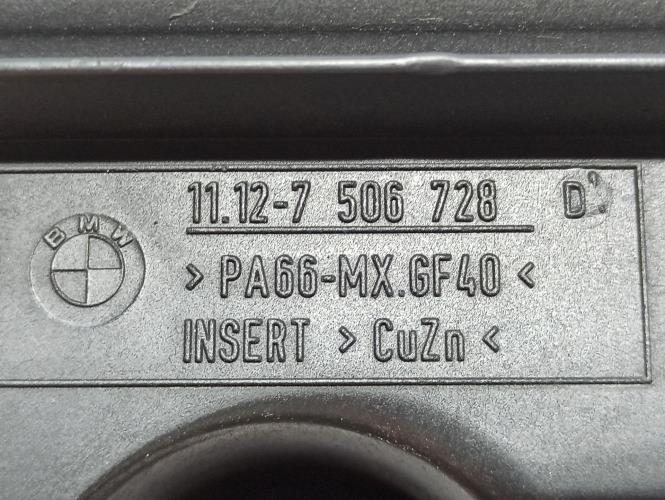 BMW
11.12-7 506 728 D
> PA66-MX.GF40 <
INSERT > CuZn <